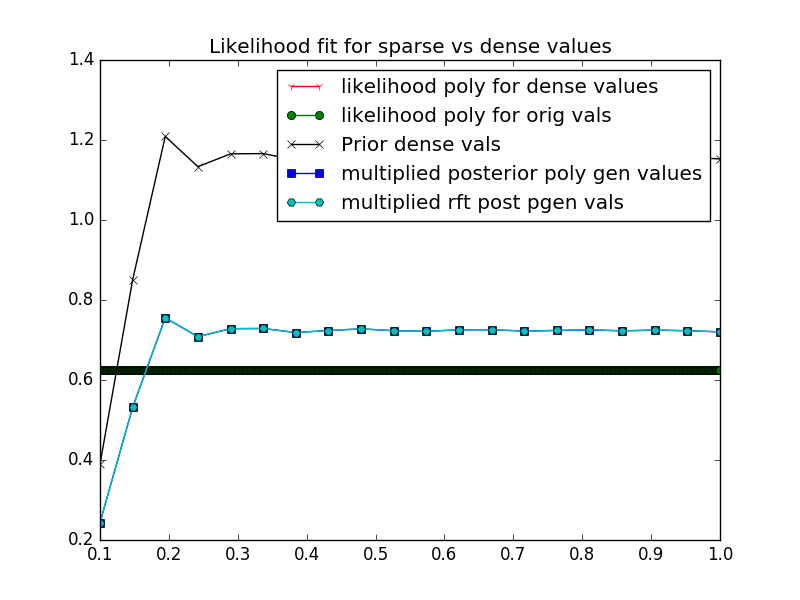 Likelihood fit for sparse vs dense values
1.4
1.2
1.0
0.8
0.6
0.4
0.2
likelihood poly for dense values
likelihood poly for orig vals
Prior dense vals
multiplied posterior poly gen values
multiplied rft post pgen vals
0.1 0.2 0.3 0.4 0.5 0.6 0.7 0.8 0.9 1.0